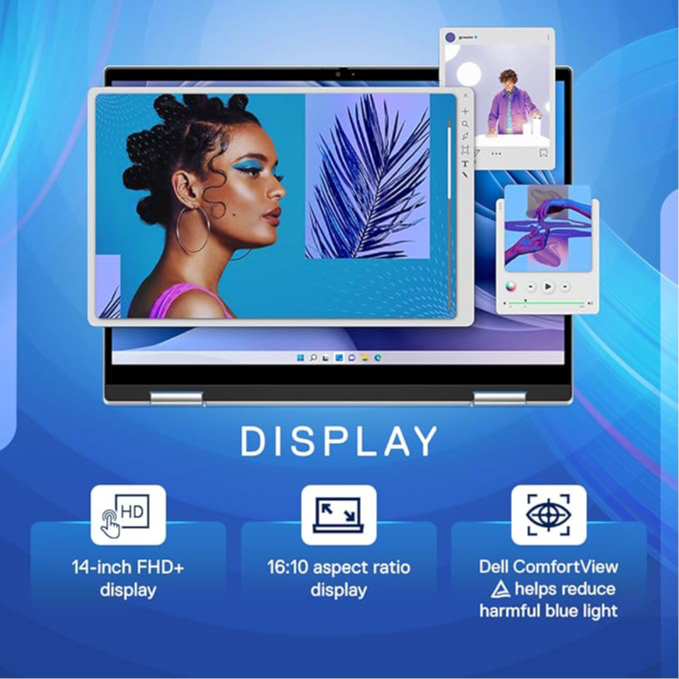 DISPLAY
HD
14-inch FHD+
display
16:10 aspect ratio
display
Dell ComfortView
helps reduce
harmful blue light